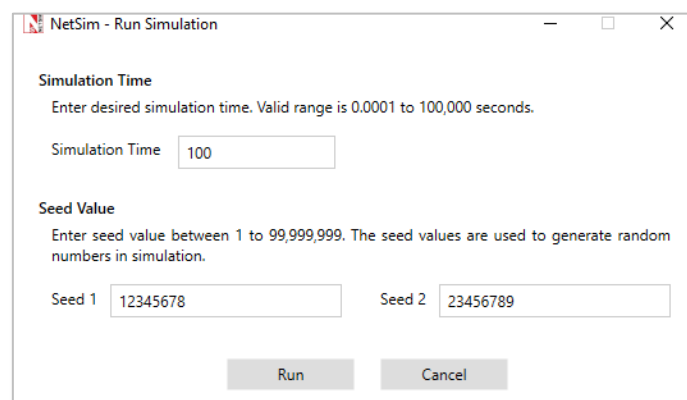 NetSim - Run Simulation
Simulation Time
Enter desired simulation time. Valid range is 0.0001 to 100,000 seconds.
Simulation Time 100
Seed Value
Enter seed value between 1 to 99,999,999. The seed values are used to generate random
numbers in simulation.
Seed 1 12345678 Seed 2 23456789
Run Cancel